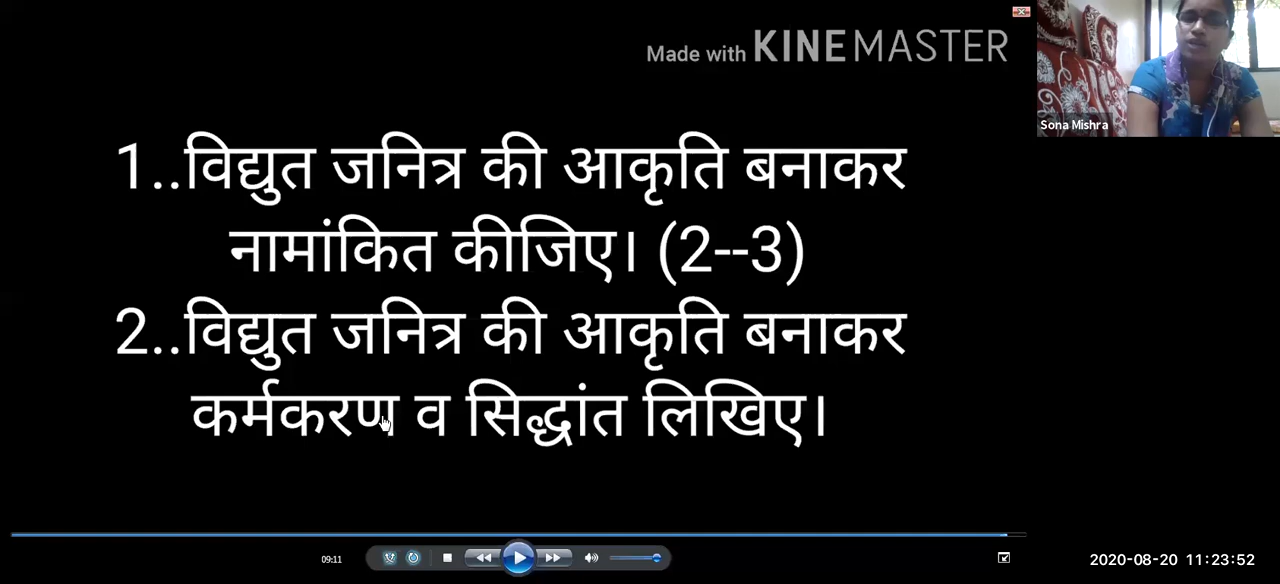 Made with KINEMASTER
Sona Mishra
1..विद्युत जनित्र की आकृति बनाकर
नामांकित कीजिए। (2--3)
2..विद्युत जनित्र की आकृति बनाकर
कर्मकरण व सिद्धांत लिखिए।
09:11
2020-08-20 11:23:52